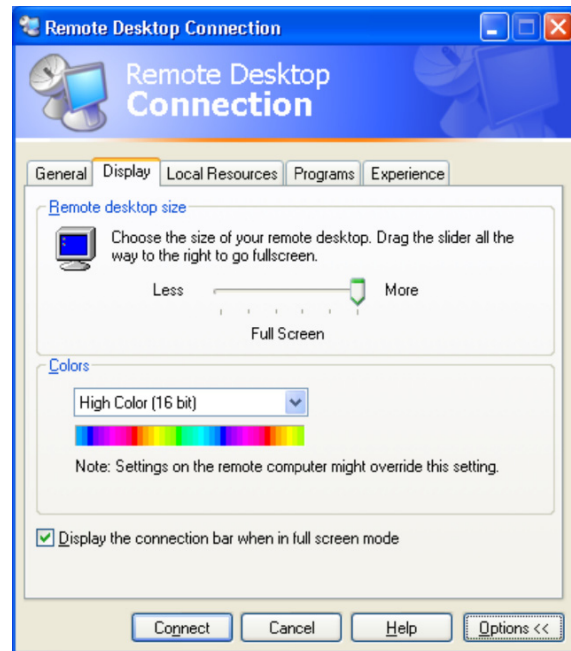 Remote Desktop Connection
Remote Desktop
Connection
General Display Local Resources Programs Experience
Remote desktop size
Choose the size of your remote desktop. Drag the slider all the
way to the right to go fullscreen.
Less More
Full Screen
Colors
High Color (16 bit)
Note: Settings on the remote computer might override this setting.
Display the connection bar when in full screen mode
Connect Cancel Help Options <<